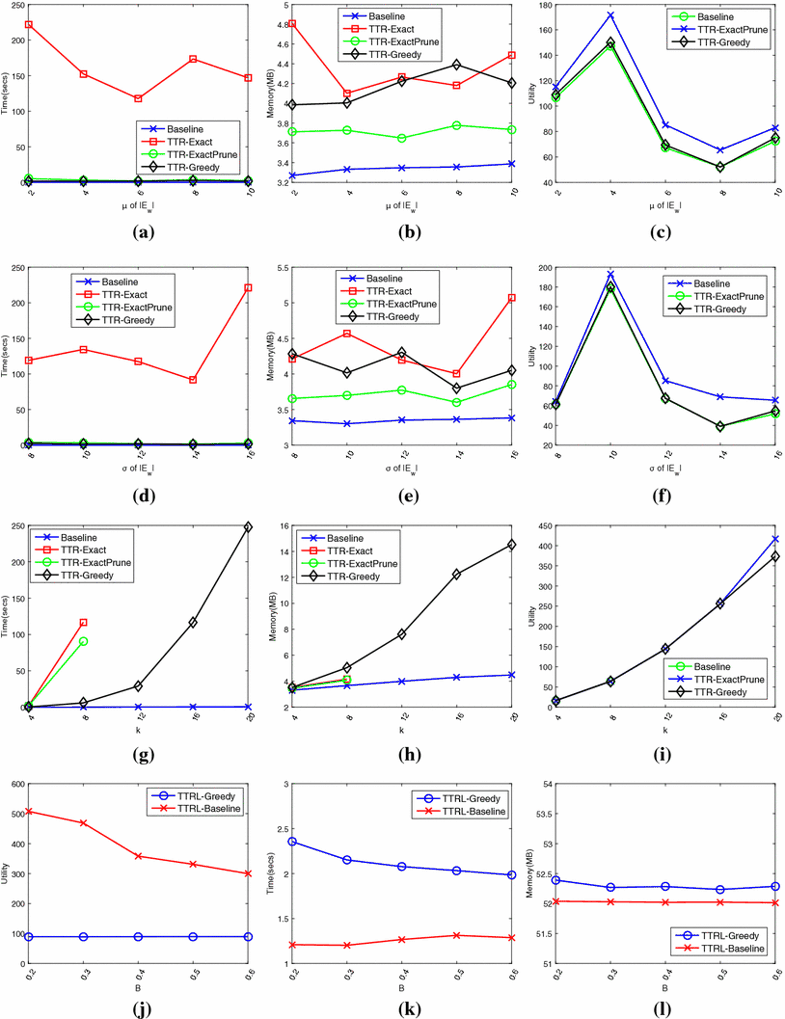 250
200
150
100
50
0
Time(secs)
Baseline
TTR-Exact
TTR-ExactPrune
TTR-Greedy
2 4 6 8 10
μ of |E_w|
(a)
5
4.8
4.6
4.4
4.2
4
3.8
3.6
3.4
3.2
Memory(MB)
Baseline
TTR-Exact
TTR-ExactPrune
TTR-Greedy
2 4 6 8 10
μ of |E_w|
(b)
180
160
140
120
100
80
60
40
Utility
Baseline
TTR-ExactPrune
TTR-Greedy
2 4 6 8 10
μ of |E_w|
(c)
250
200
150
100
50
0
Time(secs)
Baseline
TTR-Exact
TTR-ExactPrune
TTR-Greedy
8 10 12 14 16
σ of |E_w|
(d)
5.5
5
4.5
4
3.5
3
Memory(MB)
Baseline
TTR-Exact
TTR-ExactPrune
TTR-Greedy
8 10 12 14 16
σ of |E_w|
(e)
200
180
160
140
120
100
80
60
40
20
Utility
Baseline
TTR-ExactPrune
TTR-Greedy
8 10 12 14 16
σ of |E_w|
(f)
250
200
150
100
50
0
Time(secs)
Baseline
TTR-Exact
TTR-ExactPrune
TTR-Greedy
4 8 12 16 20
k
(g)
16
14
12
10
8
6
4
2
Memory(MB)
Baseline
TTR-Exact
TTR-ExactPrune
TTR-Greedy
4 8 12 16 20
k
(h)
450
400
350
300
250
200
150
100
50
0
Utility
Baseline
TTR-ExactPrune
TTR-Greedy
4 8 12 16 20
k
(i)
600
500
400
300
200
100
0
Utility
TTRL-Greedy
TTRL-Baseline
0.2 0.3 0.4 0.5 0.6
B
(j)
3
2.5
2
1.5
1
Time(secs)
TTRL-Greedy
TTRL-Baseline
0.2 0.3 0.4 0.5 0.6
B
(k)
54
53.5
53
52.5
52
51.5
51
Memory(MB)
TTRL-Greedy
TTRL-Baseline
0.2 0.3 0.4 0.5 0.6
B
(l)